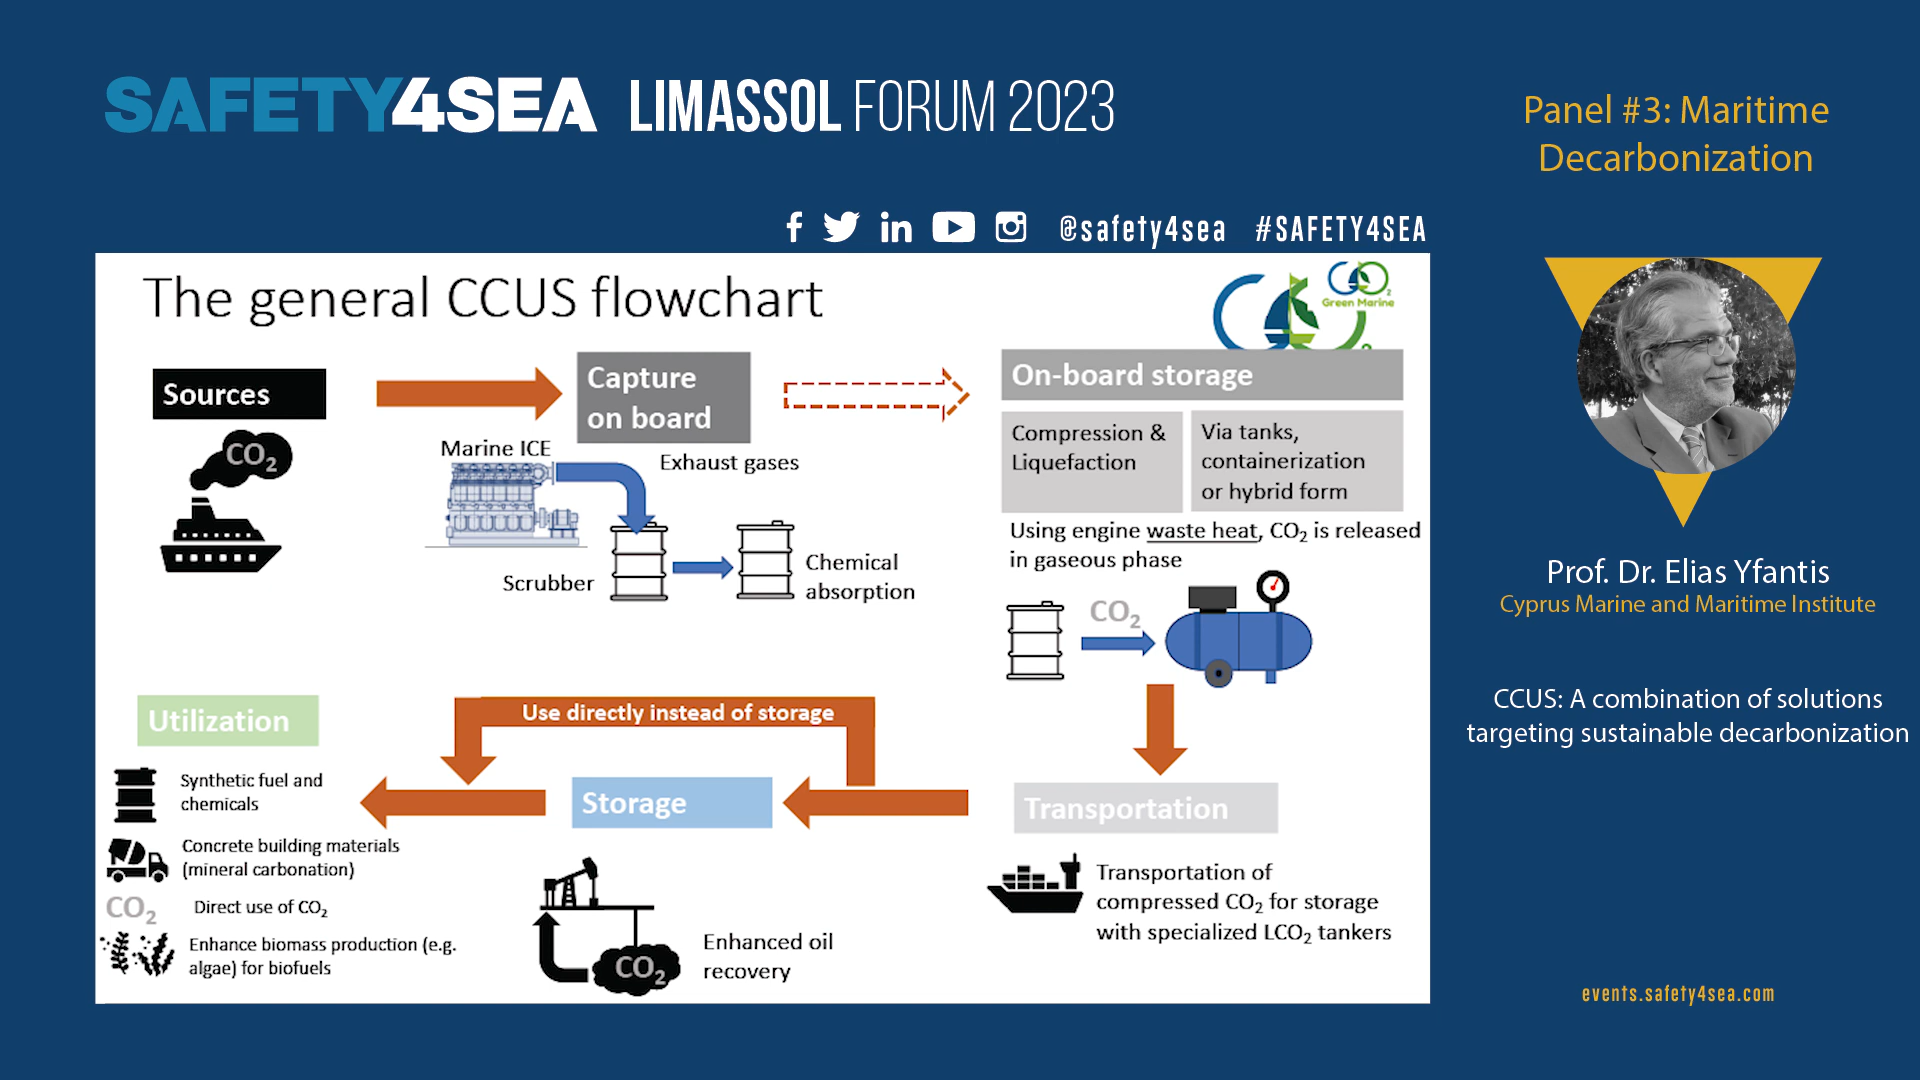 SAFETY4SEA LIMASSOL FORUM 2023
@safety4sea #SAFETY4SEA
The general CCUS flowchart
CO2
Green Marine
Sources
CO₂
Capture
on board
Marine ICE
Exhaust gases
Scrubber
Chemical
absorption
On-board storage
Compression &
Liquefaction
Via tanks,
containerization
or hybrid form
Using engine waste heat, CO₂ is released
in gaseous phase
CO₂
Transportation
Transportation of
compressed CO₂ for storage
with specialized LCO₂ tankers
Use directly instead of storage
Storage
CO₂
Enhanced oil
recovery
Utilization
Synthetic fuel and
chemicals
Concrete building materials
(mineral carbonation)
CO₂
Direct use of CO₂
Enhance biomass production (e.g.
algae) for biofuels
Panel #3: Maritime
Decarbonization
Prof. Dr. Elias Yfantis
Cyprus Marine and Maritime Institute
CCUS: A combination of solutions
targeting sustainable decarbonization
events.safety4sea.com